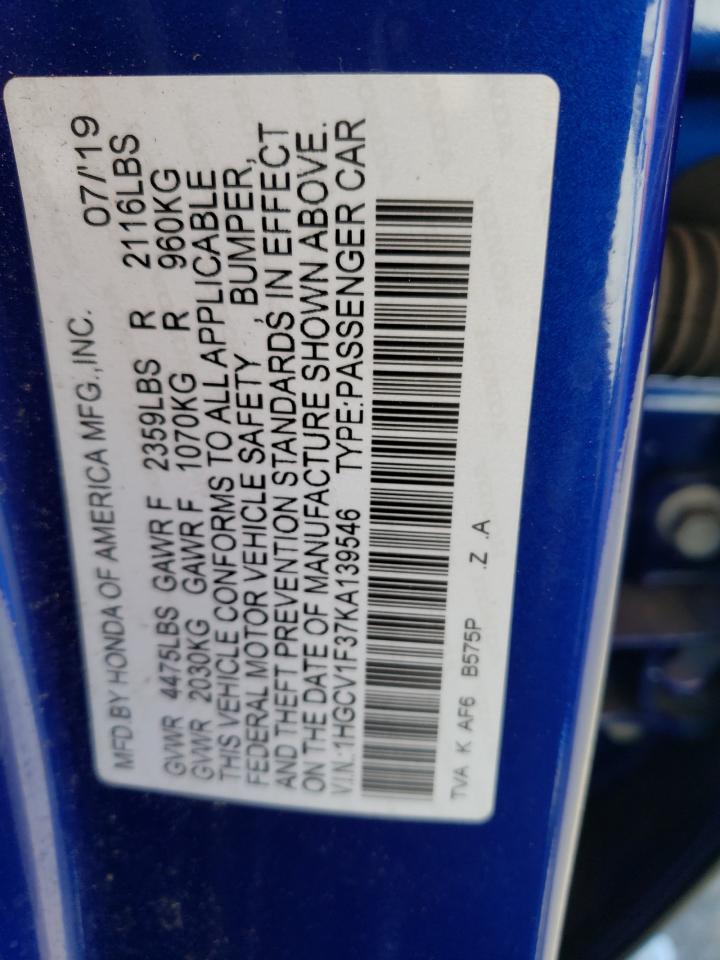 MFD. BY HONDA OF AMERICA MFG., INC. 07/'19
GVWR 4475LBS GAWR F 2359LBS R 2116LBS
GVWR 2030KG GAWR F 1070KG R 960KG
THIS VEHICLE CONFORMS TO ALL APPLICABLE
FEDERAL MOTOR VEHICLE SAFETY , BUMPER,
AND THEFT PREVENTION STANDARDS IN EFFECT
ON THE DATE OF MANUFACTURE SHOWN ABOVE.
V.I.N.:1HGCV1F37KA139546 TYPE:PASSENGER CAR
TVA K AF6 B575P .Z .A